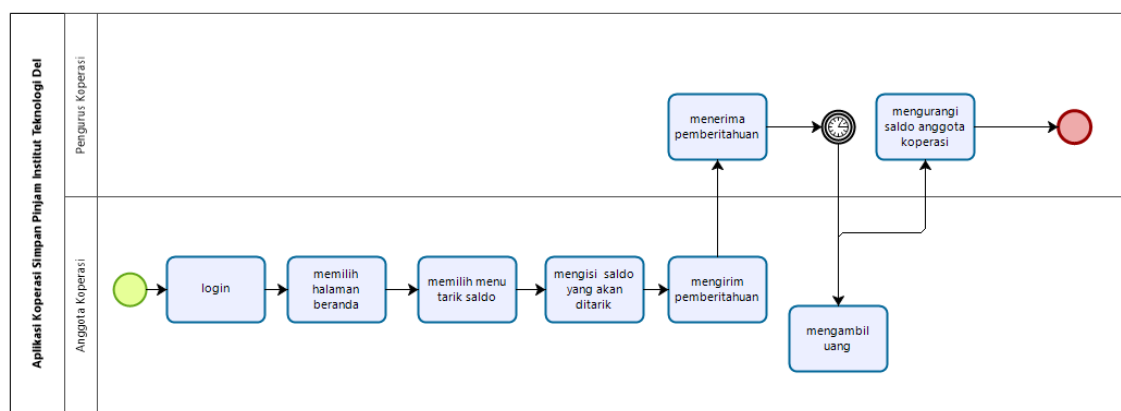 Aplikasi Koperasi Simpan Pinjam Institut Teknologi Del
Pengurus Koperasi
menerima
pemberitahuan
mengurangi
saldo anggota
koperasi
Anggota Koperasi
login
memilih
halaman
beranda
memilih menu
tarik saldo
mengisi saldo
yang akan
ditarik
mengirim
pemberitahuan
mengambil
uang